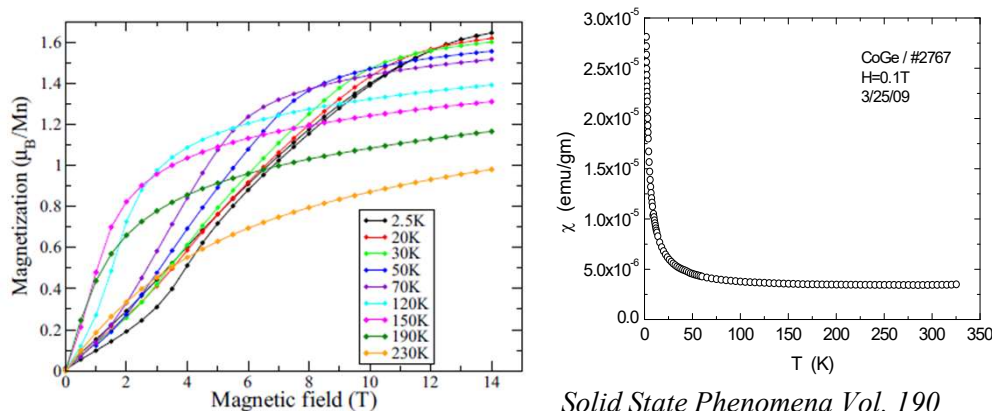 Magnetization (μB/Mn)
1.6
1.4
1.2
1
0.8
0.6
0.4
0.2
0
0 2 4 6 8 10 12 14
Magnetic field (T)
2.5K
20K
30K
50K
70K
120K
150K
190K
230K
χ (emu/gm)
3.0x10⁻⁵
2.5x10⁻⁵
2.0x10⁻⁵
1.5x10⁻⁵
1.0x10⁻⁵
5.0x10⁻⁶
0.0
CoGe / #2767
H=0.1T
3/25/09
0 50 100 150 200 250 300 350
T (K)
Solid State Phenomena Vol. 190